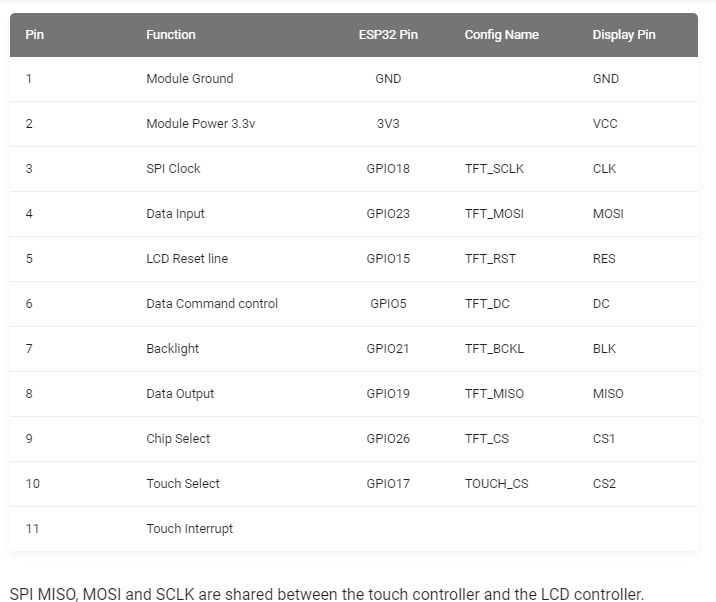 Pin Function ESP32 Pin Config Name Display Pin
1 Module Ground GND GND
2 Module Power 3.3v 3V3 VCC
3 SPI Clock GPIO18 TFT_SCLK CLK
4 Data Input GPIO23 TFT_MOSI MOSI
5 LCD Reset line GPIO15 TFT_RST RES
6 Data Command control GPIO5 TFT_DC DC
7 Backlight GPIO21 TFT_BCKL BLK
8 Data Output GPIO19 TFT_MISO MISO
9 Chip Select GPIO26 TFT_CS CS1
10 Touch Select GPIO17 TOUCH_CS CS2
11 Touch Interrupt
SPI MISO, MOSI and SCLK are shared between the touch controller and the LCD controller.